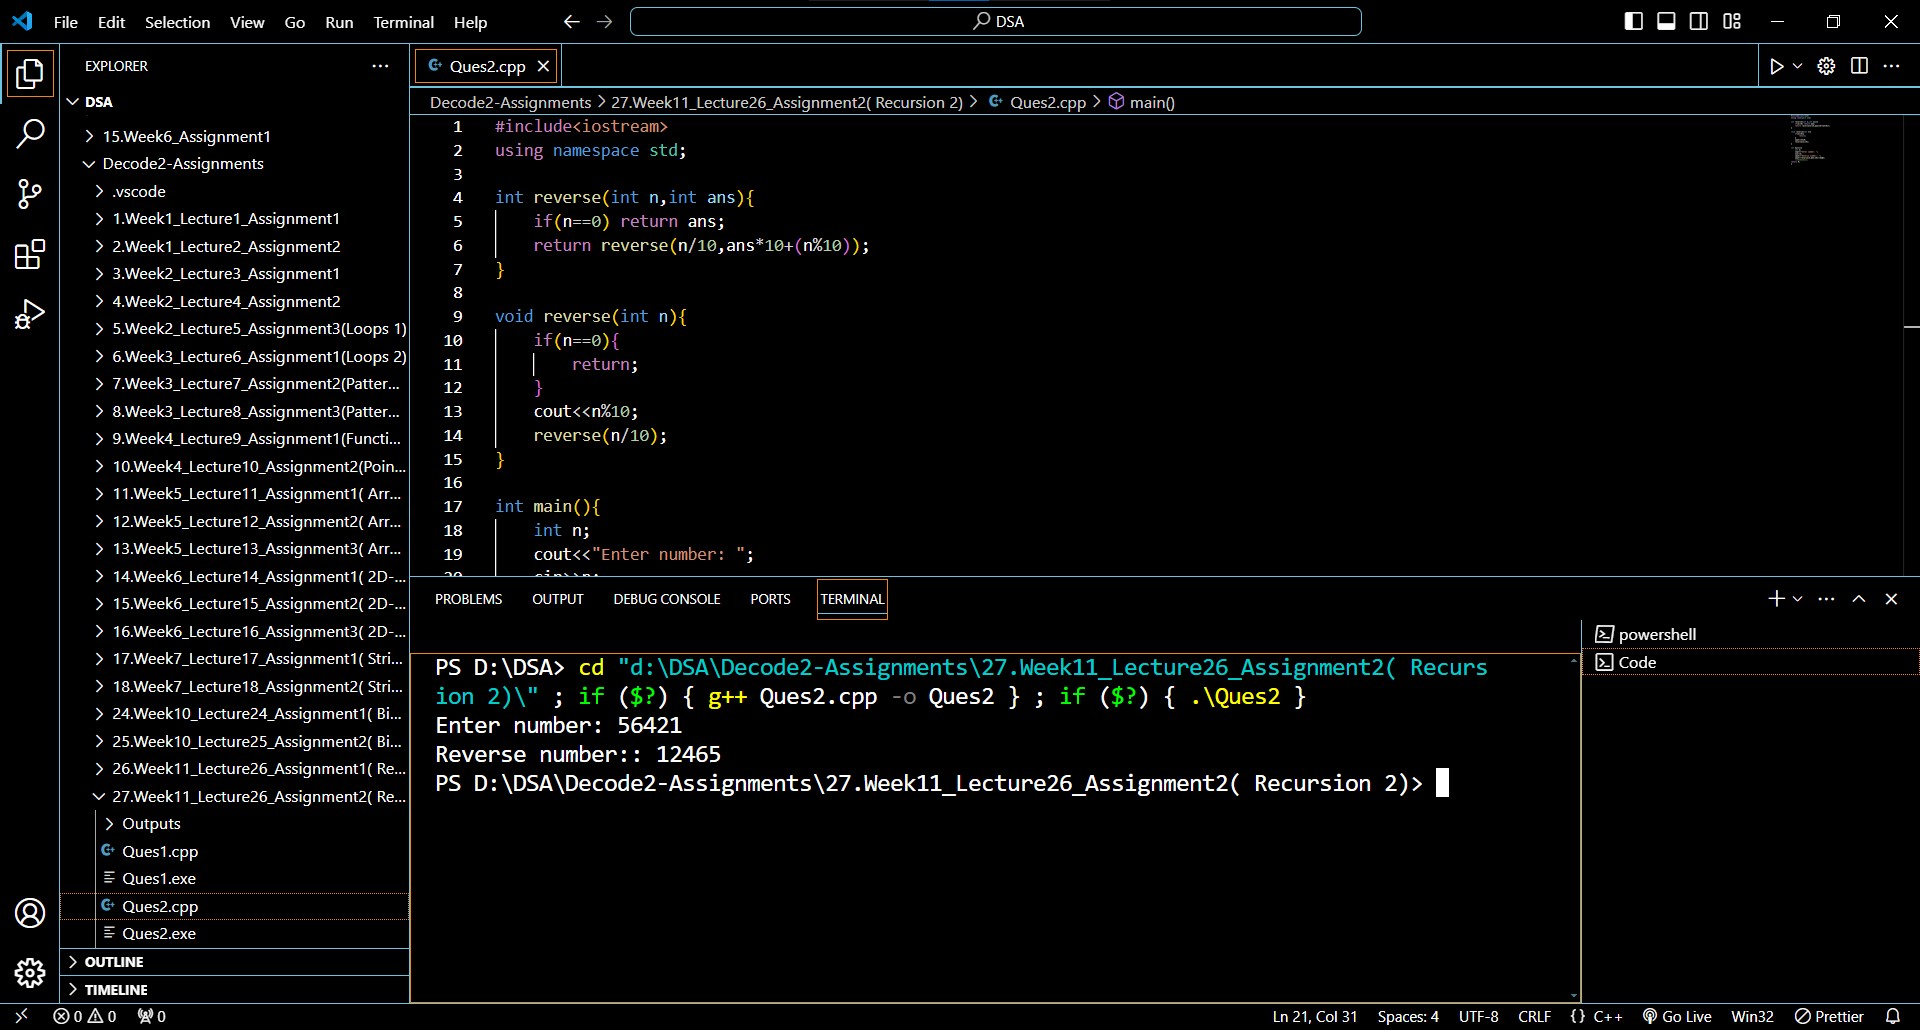 File Edit Selection View Go Run Terminal Help
DSA
EXPLORER
DSA
15.Week6_Assignment1
Decode2-Assignments
.vscode
1.Week1_Lecture1_Assignment1
2.Week1_Lecture2_Assignment2
3.Week2_Lecture3_Assignment1
4.Week2_Lecture4_Assignment2
5.Week2_Lecture5_Assignment3(Loops 1)
6.Week3_Lecture6_Assignment1(Loops 2)
7.Week3_Lecture7_Assignment2(Patter...
8.Week3_Lecture8_Assignment3(Patter...
9.Week4_Lecture9_Assignment1(Functi...
10.Week4_Lecture10_Assignment2(Poin...
11.Week5_Lecture11_Assignment1( Arr...
12.Week5_Lecture12_Assignment2( Arr...
13.Week5_Lecture13_Assignment3( Arr...
14.Week6_Lecture14_Assignment1( 2D-...
15.Week6_Lecture15_Assignment2( 2D-...
16.Week6_Lecture16_Assignment3( 2D-...
17.Week7_Lecture17_Assignment1( Stri...
18.Week7_Lecture18_Assignment2( Stri...
24.Week10_Lecture24_Assignment1( Bi...
25.Week10_Lecture25_Assignment2( Bi...
26.Week11_Lecture26_Assignment1( Re...
27.Week11_Lecture26_Assignment2( Re...
Outputs
Ques1.cpp
Ques1.exe
Ques2.cpp
Ques2.exe
OUTLINE
TIMELINE
Ques2.cpp
Decode2-Assignments > 27.Week11_Lecture26_Assignment2( Recursion 2) > Ques2.cpp > main()
1 #include<iostream>
2 using namespace std;
3
4 int reverse(int n,int ans){
5 if(n==0) return ans;
6 return reverse(n/10,ans*10+(n%10));
7 }
8
9 void reverse(int n){
10 if(n==0){
11 return;
12 }
13 cout<<n%10;
14 reverse(n/10);
15 }
16
17 int main(){
18 int n;
19 cout<<"Enter number: ";
20 cin>>n;
PROBLEMS OUTPUT DEBUG CONSOLE PORTS TERMINAL
powershell
Code
PS D:\DSA> cd "d:\DSA\Decode2-Assignments\27.Week11_Lecture26_Assignment2( Recurs
ion 2)\" ; if ($?) { g++ Ques2.cpp -o Ques2 } ; if ($?) { .\Ques2 }
Enter number: 56421
Reverse number:: 12465
PS D:\DSA\Decode2-Assignments\27.Week11_Lecture26_Assignment2( Recursion 2)>
0 0 0 Ln 21, Col 31 Spaces: 4 UTF-8 CRLF {} C++ Go Live Win32 Prettier